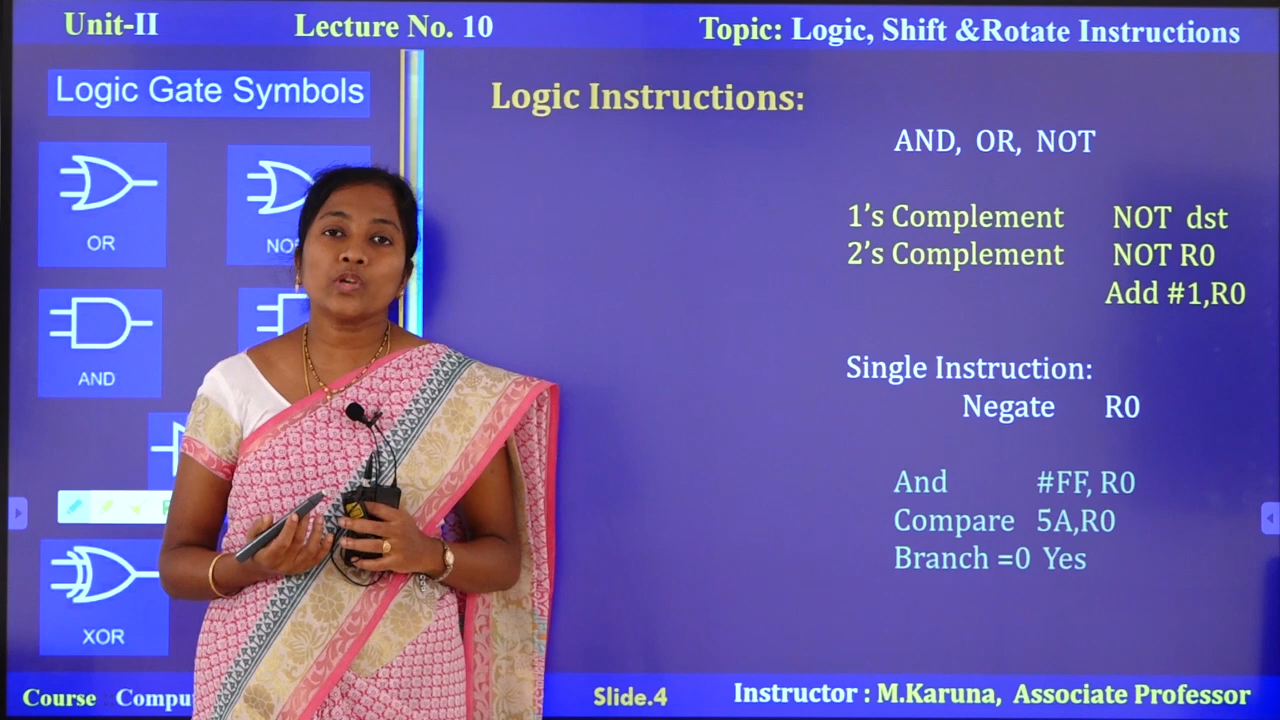 Unit-II Lecture No. 10 Topic: Logic, Shift &Rotate Instructions
Logic Gate Symbols
OR
AND
XOR
Logic Instructions:
AND, OR, NOT
1's Complement NOT dst
2's Complement NOT R0
Add #1,R0
Single Instruction:
Negate R0
And #FF, R0
Compare 5A,R0
Branch =0 Yes
Course : Slide.4 Instructor : M.Karuna, Associate Professor